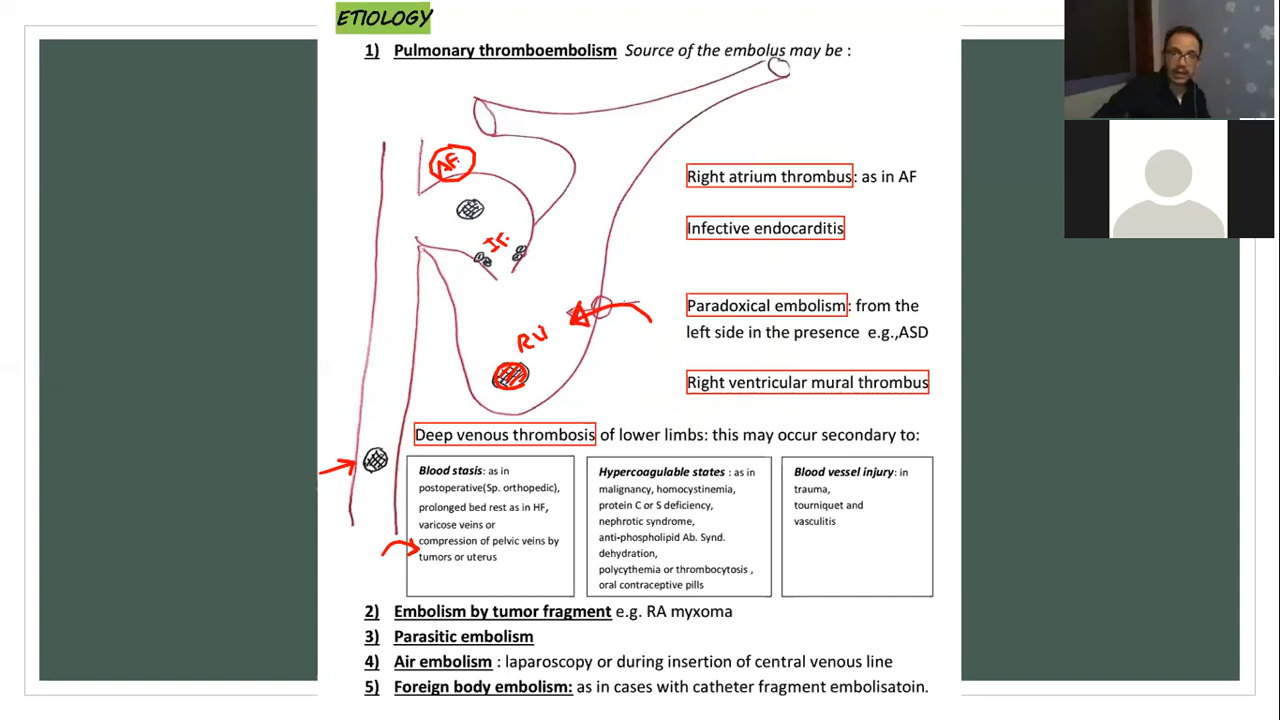 ETIOLOGY
1) Pulmonary thromboembolism Source of the embolus may be :
AF.
Right atrium thrombus: as in AF
Infective endocarditis
IF.
Paradoxical embolism: from the
left side in the presence e.g.,ASD
RV
Right ventricular mural thrombus
Deep venous thrombosis of lower limbs: this may occur secondary to:
Blood stasis: as in
postoperative(Sp. orthopedic),
prolonged bed rest as in HF,
varicose veins or
compression of pelvic veins by
tumors or uterus
Hypercoagulable states : as in
malignancy, homocystinemia,
protein C or S deficiency,
nephrotic syndrome,
anti-phospholipid Ab. Synd.
dehydration,
polycythemia or thrombocytosis ,
oral contraceptive pills
Blood vessel injury: in
trauma,
tourniquet and
vasculitis
2) Embolism by tumor fragment e.g. RA myxoma
3) Parasitic embolism
4) Air embolism : laparoscopy or during insertion of central venous line
5) Foreign body embolism: as in cases with catheter fragment embolisatoin.